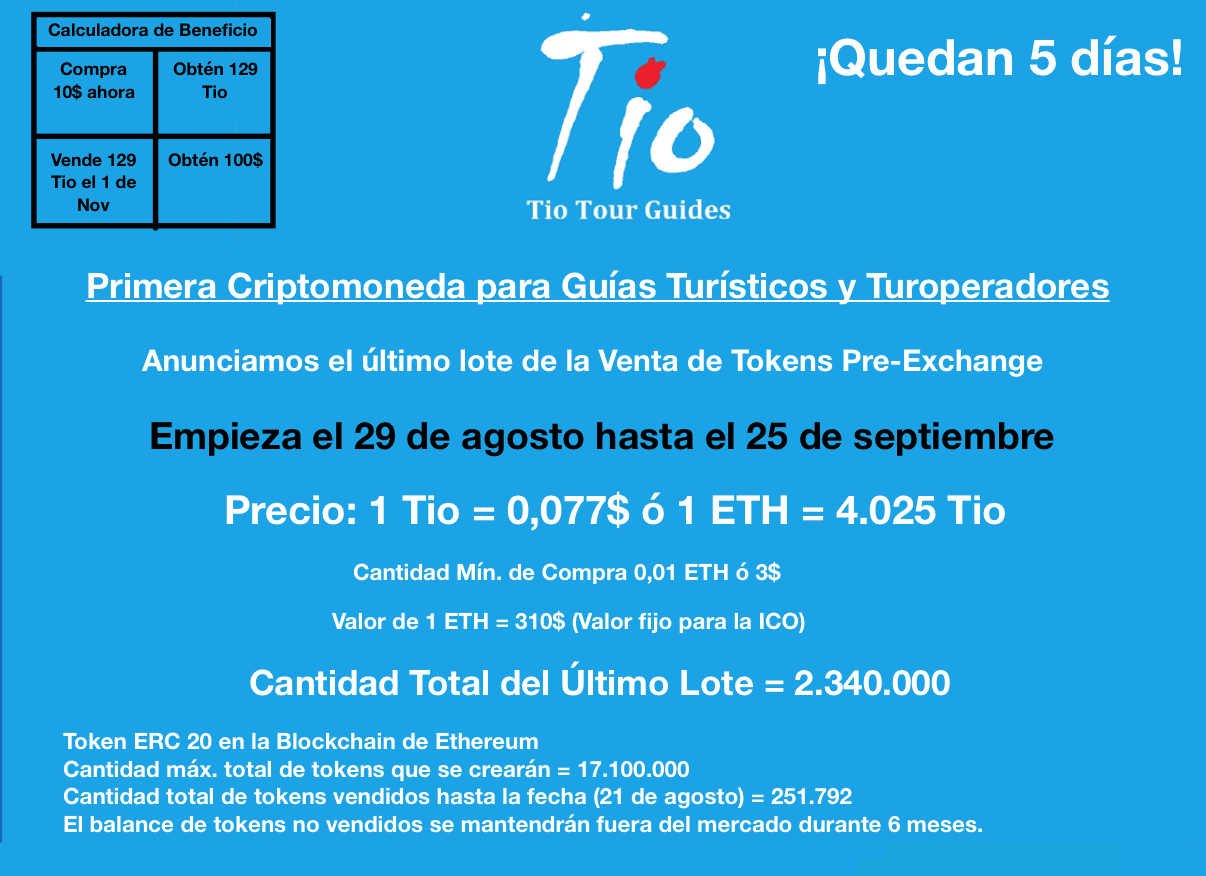 Calculadora de Beneficio
Compra
10$ ahora
Obtén 129
Tio
Vende 129
Tio el 1 de
Nov
Obtén 100$
Tio
Tio Tour Guides
¡Quedan 5 días!
Primera Criptomoneda para Guías Turísticos y Turoperadores
Anunciamos el último lote de la Venta de Tokens Pre-Exchange
Empieza el 29 de agosto hasta el 25 de septiembre
Precio: 1 Tio = 0,077$ ó 1 ETH = 4.025 Tio
Cantidad Mín. de Compra 0,01 ETH ó 3$
Valor de 1 ETH = 310$ (Valor fijo para la ICO)
Cantidad Total del Último Lote = 2.340.000
Token ERC 20 en la Blockchain de Ethereum
Cantidad máx. total de tokens que se crearán = 17.100.000
Cantidad total de tokens vendidos hasta la fecha (21 de agosto) = 251.792
El balance de tokens no vendidos se mantendrán fuera del mercado durante 6 meses.